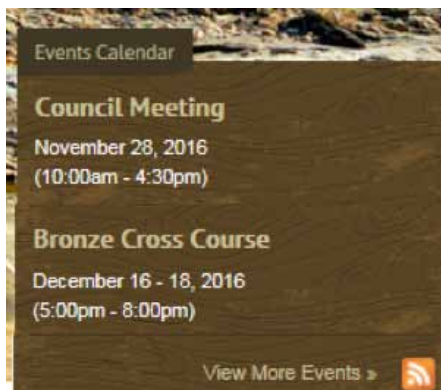 Events Calendar
Council Meeting
November 28, 2016
(10:00am - 4:30pm)
Bronze Cross Course
December 16 - 18, 2016
(5:00pm - 8:00pm)
View More Events »